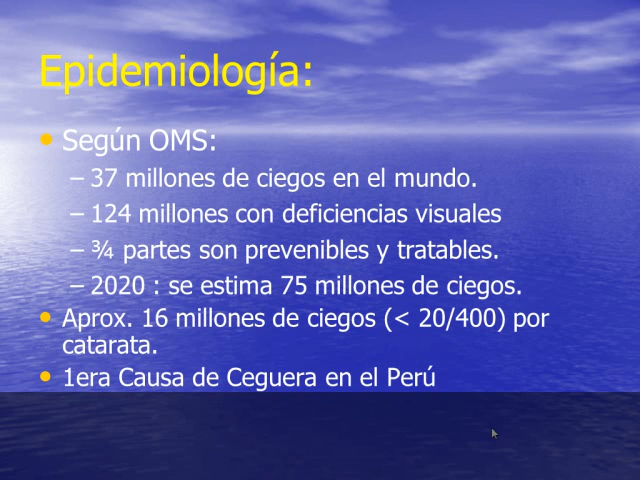 Epidemiología:
• Según OMS:
– 37 millones de ciegos en el mundo.
– 124 millones con deficiencias visuales
– ¾ partes son prevenibles y tratables.
– 2020 : se estima 75 millones de ciegos.
• Aprox. 16 millones de ciegos (< 20/400) por
catarata.
• 1era Causa de Ceguera en el Perú